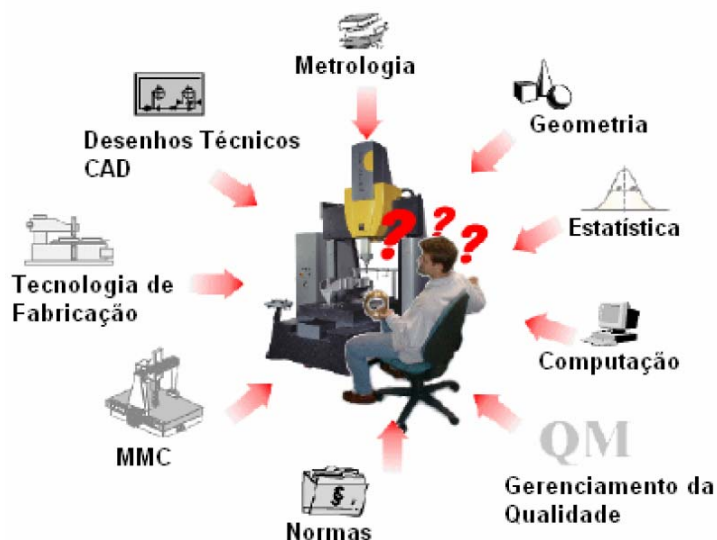 Metrologia
Geometria
Desenhos Técnicos
CAD
Estatística
Tecnologia de
Fabricação
Computação
MMC
QM
Gerenciamento da
Qualidade
§
Normas
? ? ?